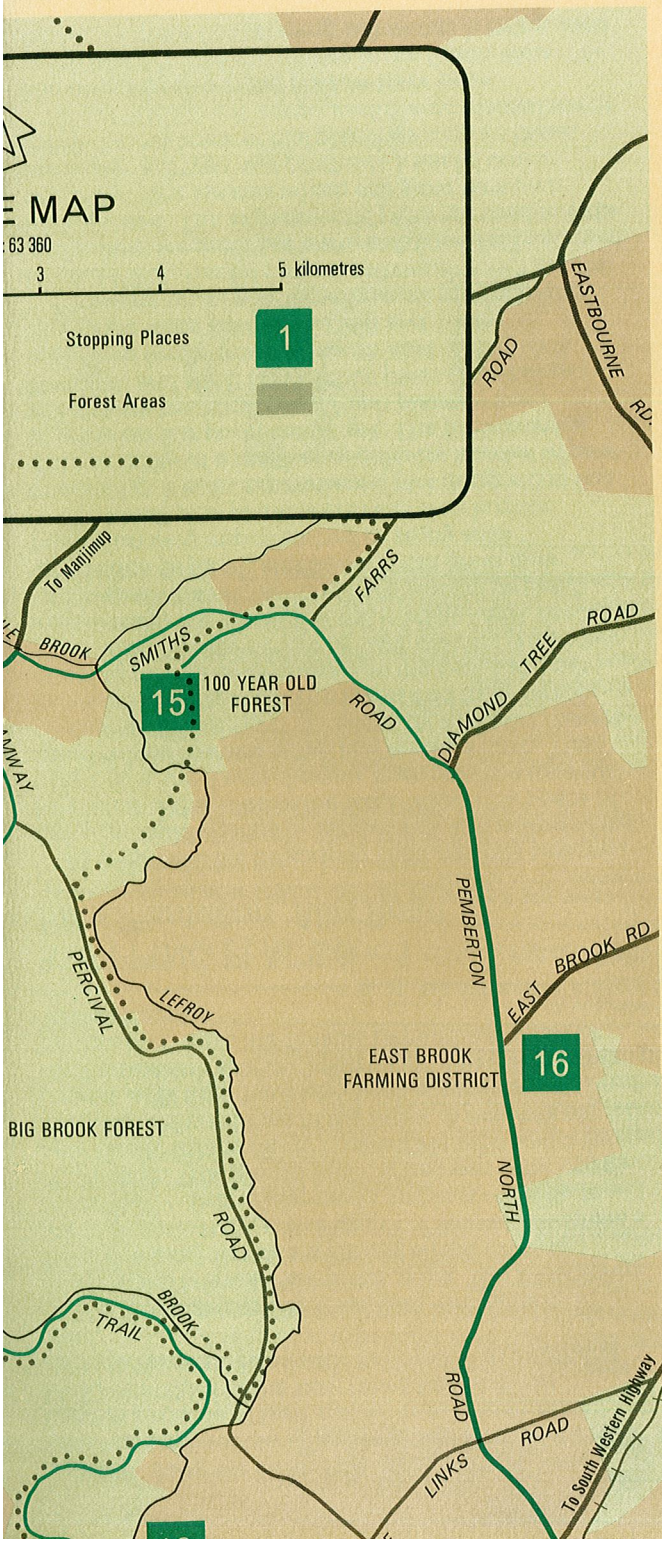 E MAP
: 63 360
3 4 5 kilometres
Stopping Places 1
Forest Areas
EASTBOURNE
RD.
ROAD
To Manjimup
FARRS
BROOK
SMITHS
15
100 YEAR OLD
FOREST
ROAD
DIAMOND TREE ROAD
AMWAY
PEMBERTON
PERCIVAL
LEFROY
EAST BROOK RD
EAST BROOK
FARMING DISTRICT
16
BIG BROOK FOREST
NORTH
ROAD
BROOK
TRAIL
ROAD
LINKS ROAD
To South Western Highway